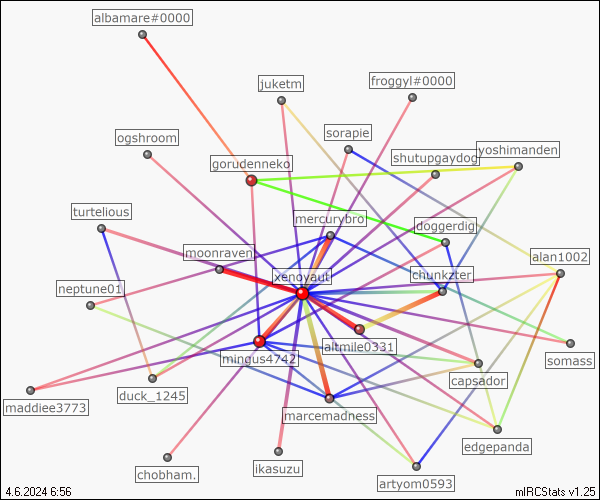 albamare#0000
juketm
froggyl#0000
sorapie
ogshroom
shutupgaydog
yoshimanden
gorudenneko
turtelious
mercurybro
doggerdig
moonraven
alan1002
xenoyaut
chunkzter
neptune01
altmile0331
mingus4742
somass
capsador
duck_1245
maddiee3773
marcemadness
edgepanda
chobham.
ikasuzu
artyom0593
4.6.2024 6:56
mIRCStats v1.25